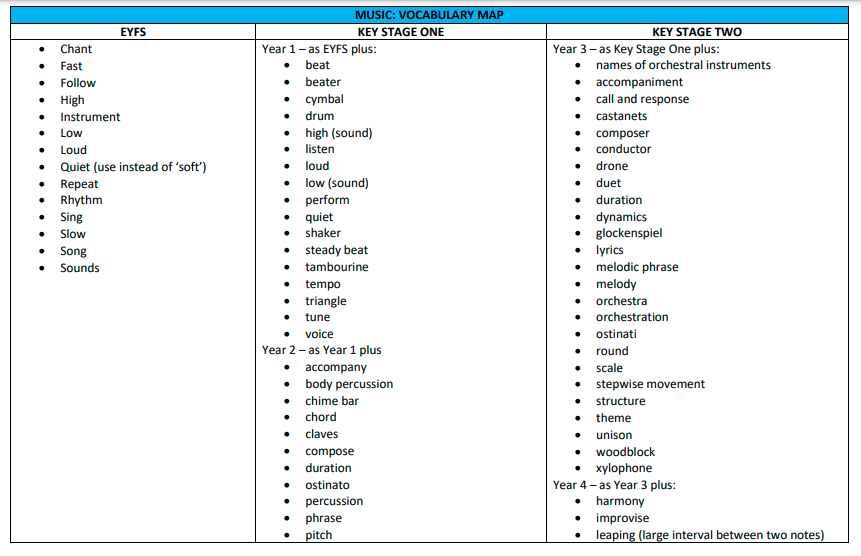 MUSIC: VOCABULARY MAP
EYFS
• Chant
• Fast
• Follow
• High
• Instrument
• Low
• Loud
• Quiet (use instead of ‘soft’)
• Repeat
• Rhythm
• Sing
• Slow
• Song
• Sounds
KEY STAGE ONE
Year 1 – as EYFS plus:
• beat
• beater
• cymbal
• drum
• high (sound)
• listen
• loud
• low (sound)
• perform
• quiet
• shaker
• steady beat
• tambourine
• tempo
• triangle
• tune
• voice
Year 2 – as Year 1 plus
• accompany
• body percussion
• chime bar
• chord
• claves
• compose
• duration
• ostinato
• percussion
• phrase
• pitch
KEY STAGE TWO
Year 3 – as Key Stage One plus:
• names of orchestral instruments
• accompaniment
• call and response
• castanets
• composer
• conductor
• drone
• duet
• duration
• dynamics
• glockenspiel
• lyrics
• melodic phrase
• melody
• orchestra
• orchestration
• ostinati
• round
• scale
• stepwise movement
• structure
• theme
• unison
• woodblock
• xylophone
Year 4 – as Year 3 plus:
• harmony
• improvise
• leaping (large interval between two notes)